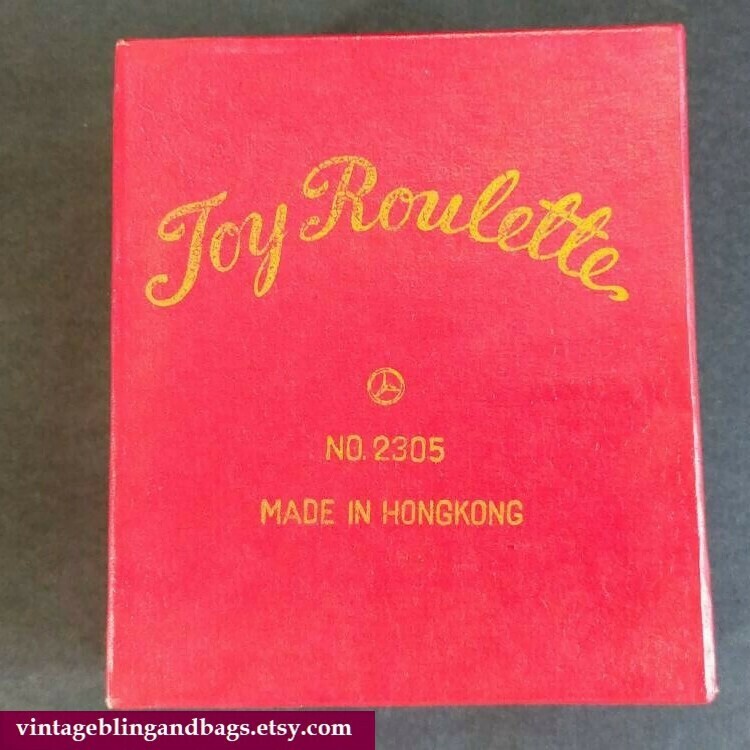 Joy Roulette
NO. 2305
MADE IN HONGKONG
vintageblingandbags.etsy.com